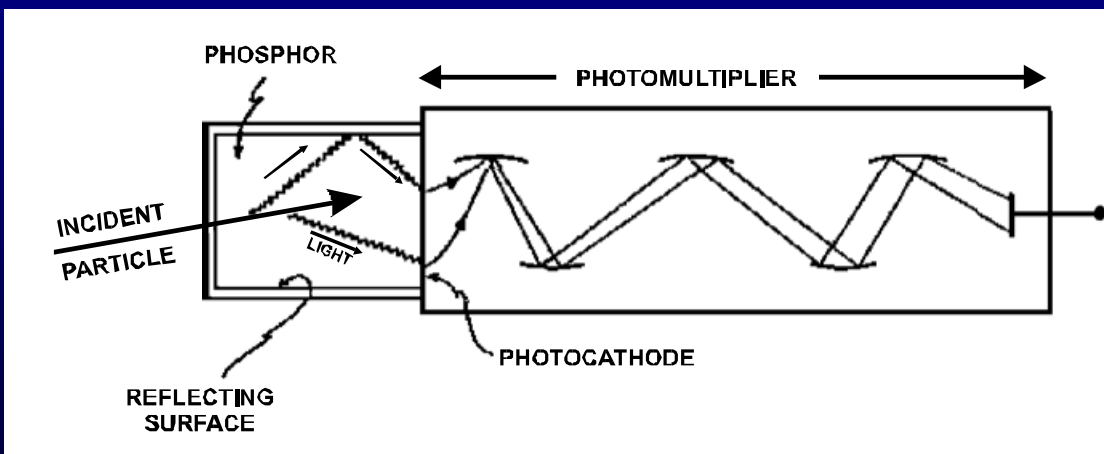 PHOSPHOR
PHOTOMULTIPLIER
INCIDENT
PARTICLE
LIGHT
PHOTOCATHODE
REFLECTING
SURFACE